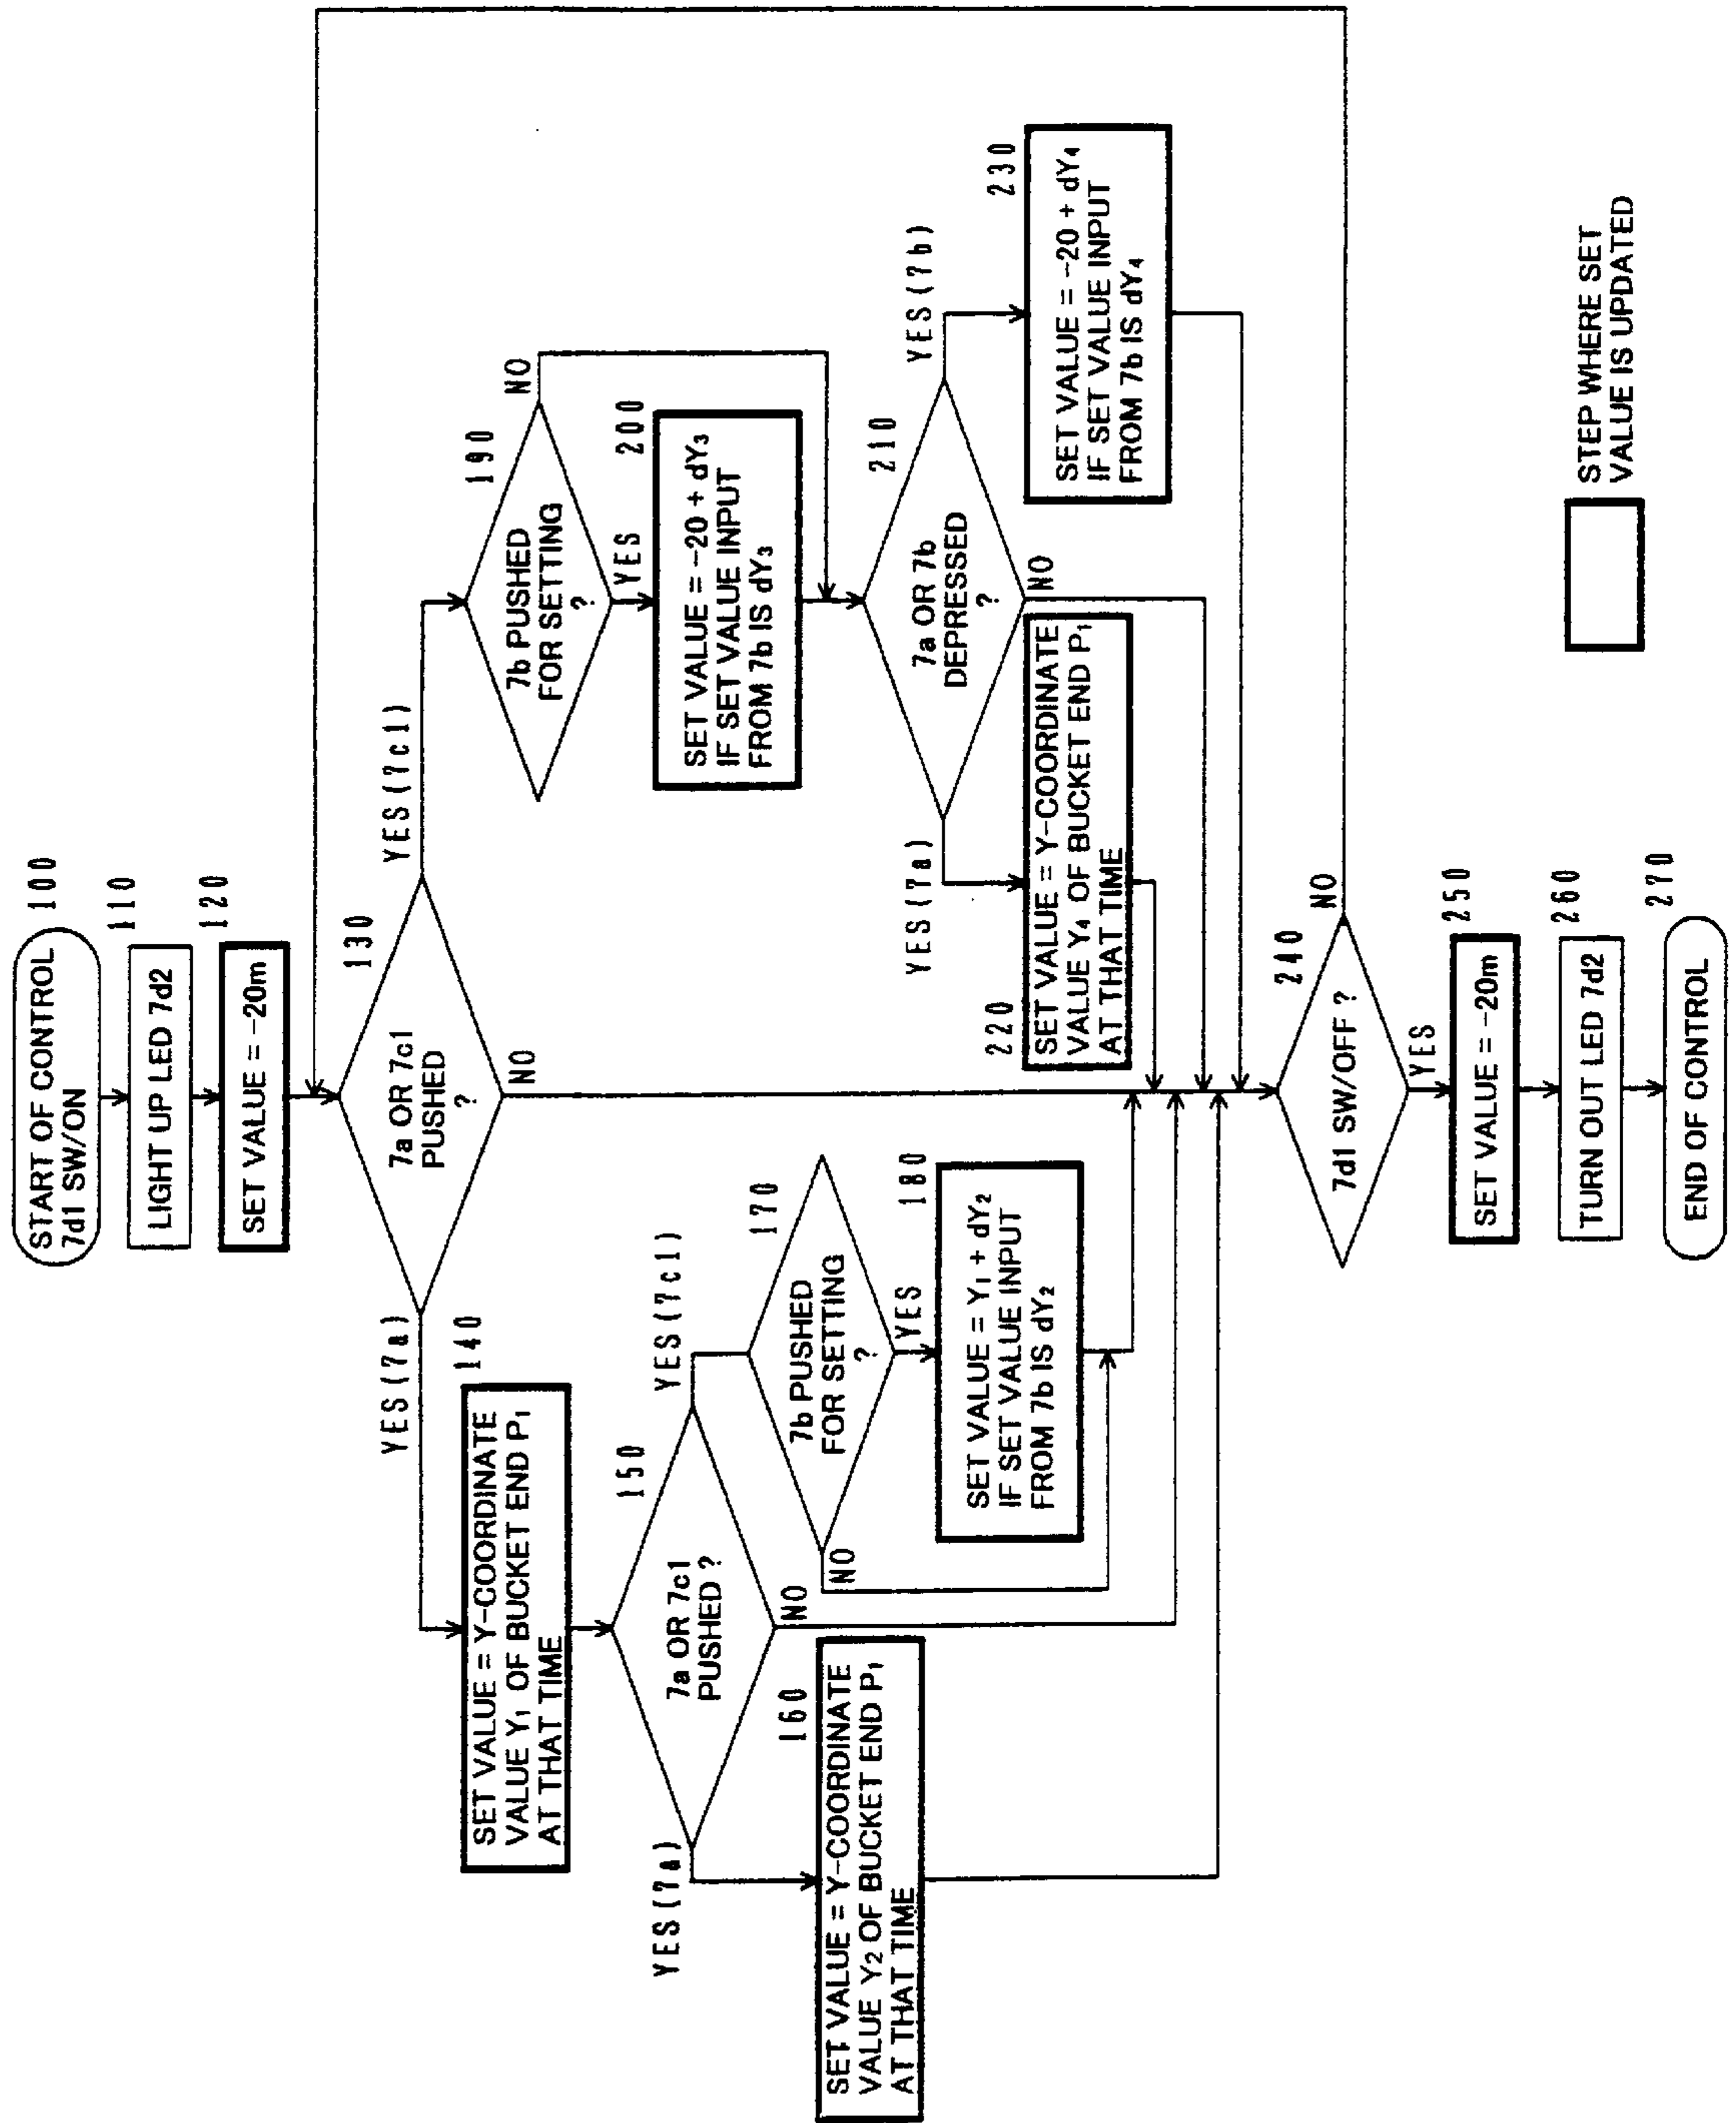 START OF CONTROL
7d1 SW/ON
100
LIGHT UP LED 7d2
110
SET VALUE = -20m
120
7a OR 7c1
PUSHED
?
130
YES(7a)
NO
YES(7c1)
SET VALUE = Y-COORDINATE
VALUE Y₁ OF BUCKET END P₁
AT THAT TIME
140
7a OR 7c1
PUSHED ?
150
YES(7a)
NO
YES(7c1)
160
SET VALUE = Y-COORDINATE
VALUE Y₂ OF BUCKET END P₁
AT THAT TIME
7b PUSHED
FOR SETTING
?
170
NO
YES
SET VALUE = Y₁ + dY₂
IF SET VALUE INPUT
FROM 7b IS dY₂
180
7b PUSHED
FOR SETTING
?
190
NO
YES
SET VALUE = -20 + dY₃
IF SET VALUE INPUT
FROM 7b IS dY₃
200
7a OR 7b
DEPRESSED
?
210
YES(7a)
NO
YES(7b)
220
SET VALUE = Y-COORDINATE
VALUE Y₄ OF BUCKET END P₁
AT THAT TIME
SET VALUE = -20 + dY₄
IF SET VALUE INPUT
FROM 7b IS dY₄
230
7d1 SW/OFF ?
240
NO
YES
SET VALUE = -20m
250
TURN OUT LED 7d2
260
END OF CONTROL
270
STEP WHERE SET
VALUE IS UPDATED